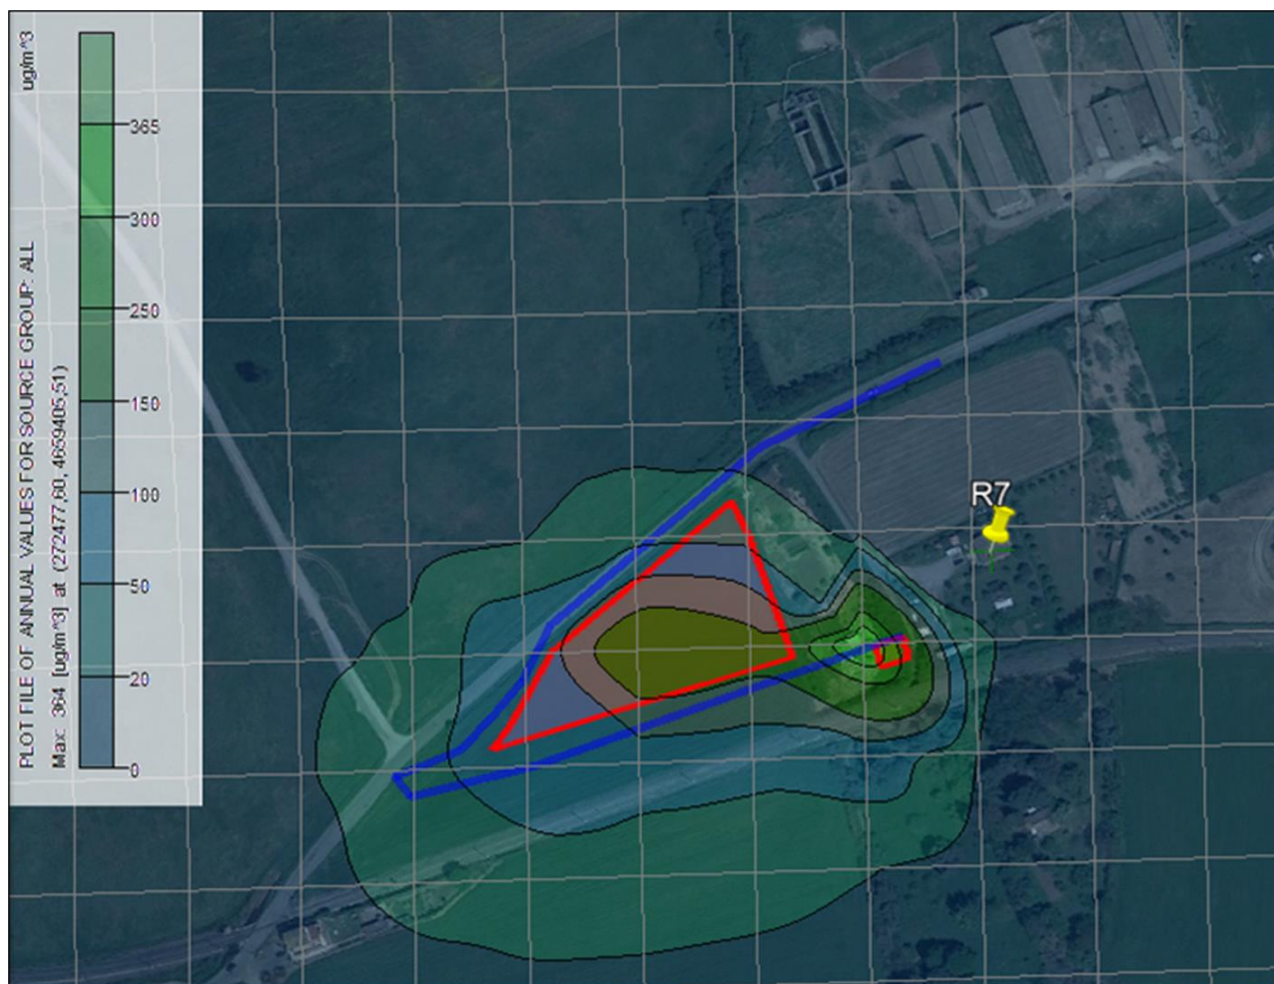 PLOT FILE OF ANNUAL VALUES FOR SOURCE GROUP: ALL
ug/m^3
Max: 364 [ug/m^3] at (272477,60, 4659405,51)
365
300
250
150
100
50
20
0
R7